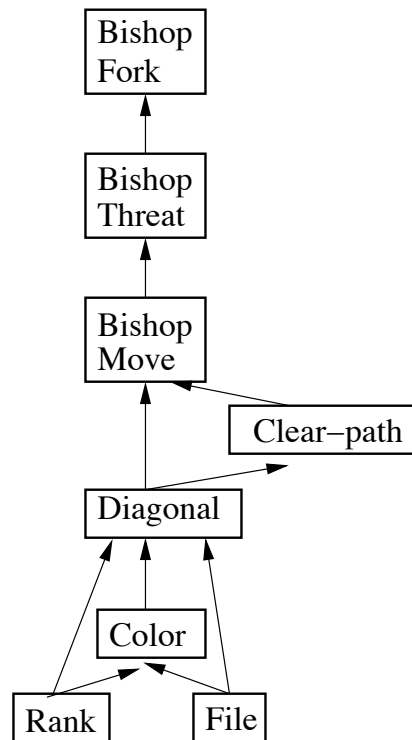 Bishop
Fork
Bishop
Threat
Bishop
Move
Clear–path
Diagonal
Color
Rank
File